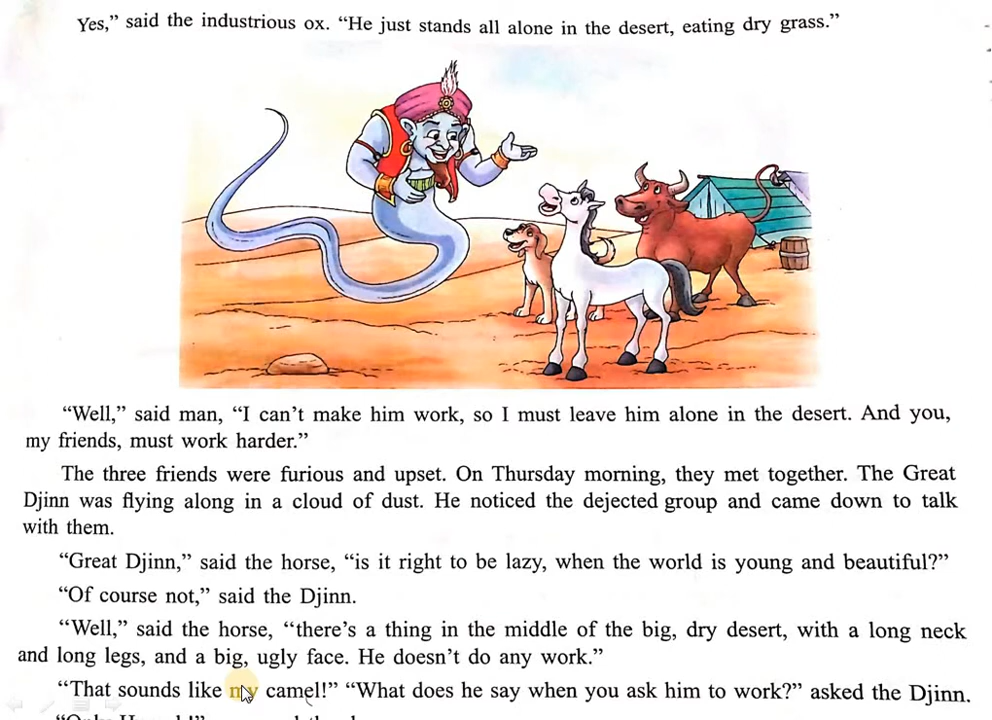 Yes,” said the industrious ox. “He just stands all alone in the desert, eating dry grass.”
“Well,” said man, “I can’t make him work, so I must leave him alone in the desert. And you,
my friends, must work harder.”
The three friends were furious and upset. On Thursday morning, they met together. The Great
Djinn was flying along in a cloud of dust. He noticed the dejected group and came down to talk
with them.
“Great Djinn,” said the horse, “is it right to be lazy, when the world is young and beautiful?”
“Of course not,” said the Djinn.
“Well,” said the horse, “there’s a thing in the middle of the big, dry desert, with a long neck
and long legs, and a big, ugly face. He doesn’t do any work.”
“That sounds like my camel!” “What does he say when you ask him to work?” asked the Djinn.